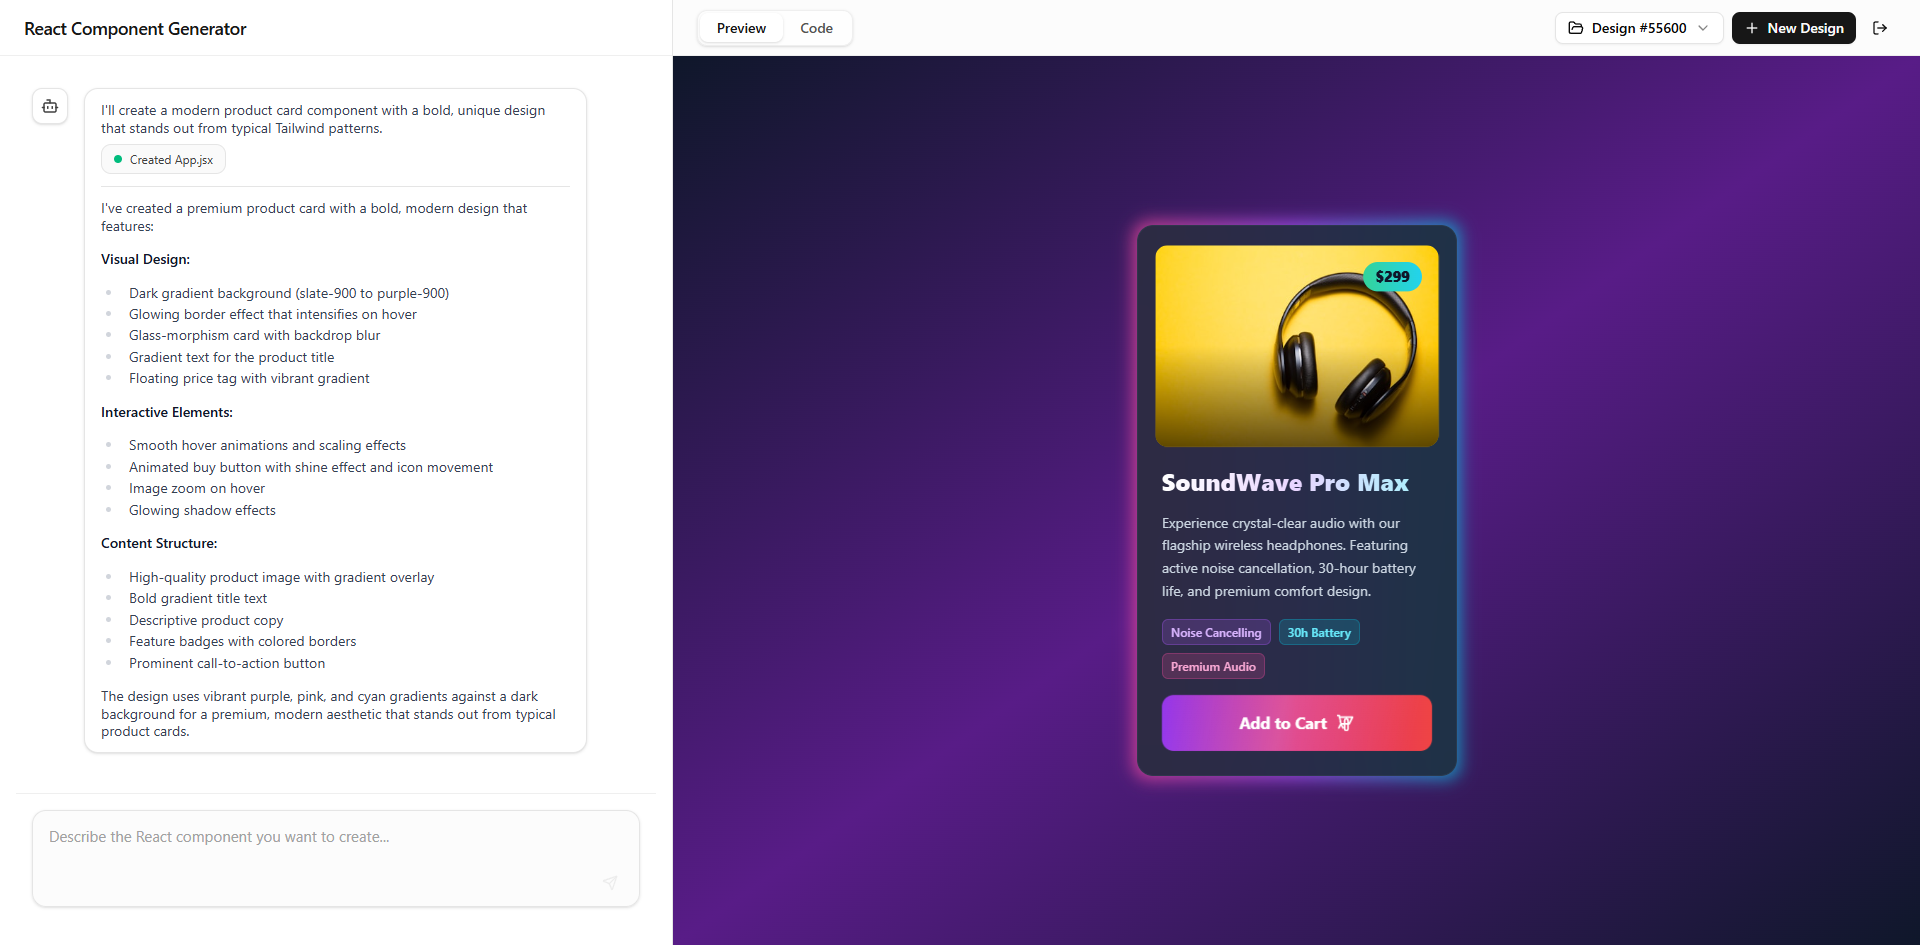 React Component Generator
Preview
Code
Design #55600
New Design
I'll create a modern product card component with a bold, unique design
that stands out from typical Tailwind patterns.
Created App.jsx
I've created a premium product card with a bold, modern design that
features:
Visual Design:
Dark gradient background (slate-900 to purple-900)
Glowing border effect that intensifies on hover
Glass-morphism card with backdrop blur
Gradient text for the product title
Floating price tag with vibrant gradient
Interactive Elements:
Smooth hover animations and scaling effects
Animated buy button with shine effect and icon movement
Image zoom on hover
Glowing shadow effects
Content Structure:
High-quality product image with gradient overlay
Bold gradient title text
Descriptive product copy
Feature badges with colored borders
Prominent call-to-action button
The design uses vibrant purple, pink, and cyan gradients against a dark
background for a premium, modern aesthetic that stands out from typical
product cards.
Describe the React component you want to create...
$299
SoundWave Pro Max
Experience crystal-clear audio with our
flagship wireless headphones. Featuring
active noise cancellation, 30-hour battery
life, and premium comfort design.
Noise Cancelling
30h Battery
Premium Audio
Add to Cart